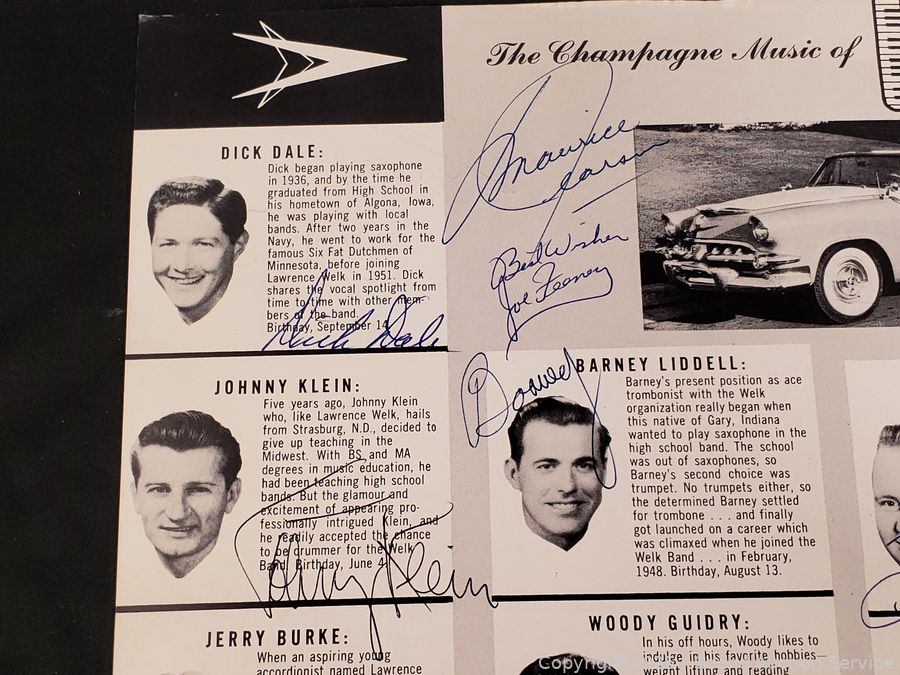 The Champagne Music of
Maurice
Pearson
Best Wishes
Joe Feeney
DICK DALE:
Dick began playing saxophone
in 1936, and by the time he
graduated from High School in
his hometown of Algona, Iowa,
he was playing with local
bands. After two years in the
Navy, he went to work for the
famous Six Fat Dutchmen of
Minnesota, before joining
Lawrence Welk in 1951. Dick
shares the vocal spotlight from
time to time with other mem-
bers of the band.
Birthday, September 14.
Dick Dale
JOHNNY KLEIN:
Five years ago, Johnny Klein
who, like Lawrence Welk, hails
from Strasburg, N.D., decided to
give up teaching in the
Midwest. With BS and MA
degrees in music education, he
had been teaching high school
bands. But the glamour and
excitement of appearing pro-
fessionally intrigued Klein, and
he readily accepted the chance
to be drummer for the Welk
Band. Birthday, June 4.
Johnny Klein
JERRY BURKE:
When an aspiring young
accordionist named Lawrence
BARNEY LIDDELL:
Barney's present position as ace
trombonist with the Welk
organization really began when
this native of Gary, Indiana
wanted to play saxophone in the
high school band. The school
was out of saxophones, so
Barney's second choice was
trumpet. No trumpets either, so
the determined Barney settled
for trombone . . . and finally
got launched on a career which
was climaxed when he joined the
Welk Band . . . in February,
1948. Birthday, August 13.
WOODY GUIDRY:
In his off hours, Woody likes to
indulge in his favorite hobbies—
weight lifting and reading
Copyright
Service